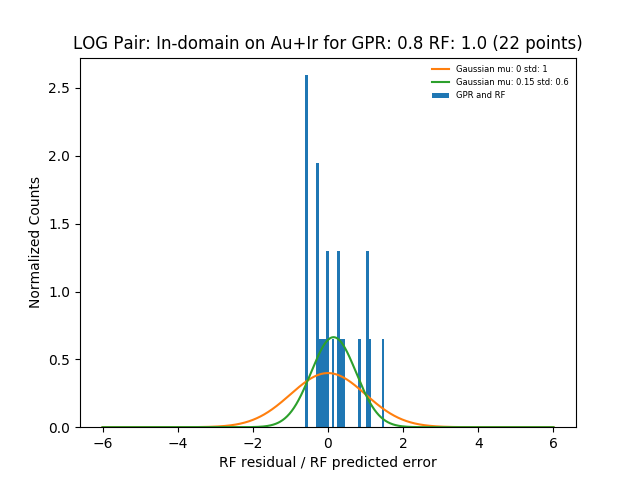 LOG Pair: In-domain on Au+Ir for GPR: 0.8 RF: 1.0 (22 points)
Gaussian mu: 0 std: 1
Gaussian mu: 0.15 std: 0.6
GPR and RF
Normalized Counts
2.5
2.0
1.5
1.0
0.5
0.0
−6 −4 −2 0 2 4 6
RF residual / RF predicted error